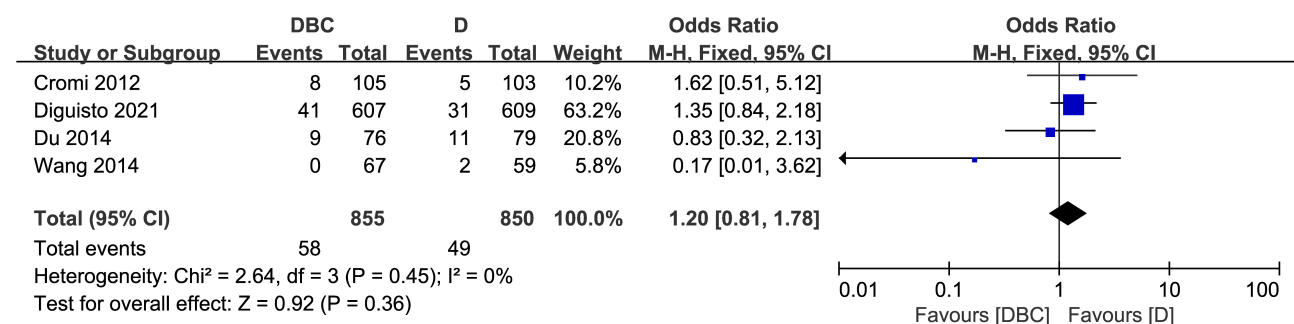 DBC D Odds Ratio Odds Ratio
Study or Subgroup Events Total Events Total Weight M-H, Fixed, 95% CI M-H, Fixed, 95% CI
Cromi 2012 8 105 5 103 10.2% 1.62 [0.51, 5.12]
Diguisto 2021 41 607 31 609 63.2% 1.35 [0.84, 2.18]
Du 2014 9 76 11 79 20.8% 0.83 [0.32, 2.13]
Wang 2014 0 67 2 59 5.8% 0.17 [0.01, 3.62]
Total (95% CI) 855 850 100.0% 1.20 [0.81, 1.78]
Total events 58 49
Heterogeneity: Chi² = 2.64, df = 3 (P = 0.45); I² = 0%
Test for overall effect: Z = 0.92 (P = 0.36)
0.01 0.1 1 10 100
Favours [DBC] Favours [D]